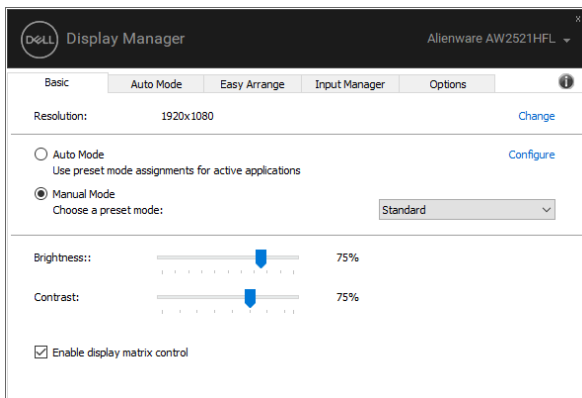 DELL Display Manager
Alienware AW2521HFL
x
Basic Auto Mode Easy Arrange Input Manager Options i
Resolution: 1920x1080 Change
Auto Mode Configure
Use preset mode assignments for active applications
Manual Mode
Choose a preset mode: Standard
Brightness:: 75%
Contrast: 75%
Enable display matrix control